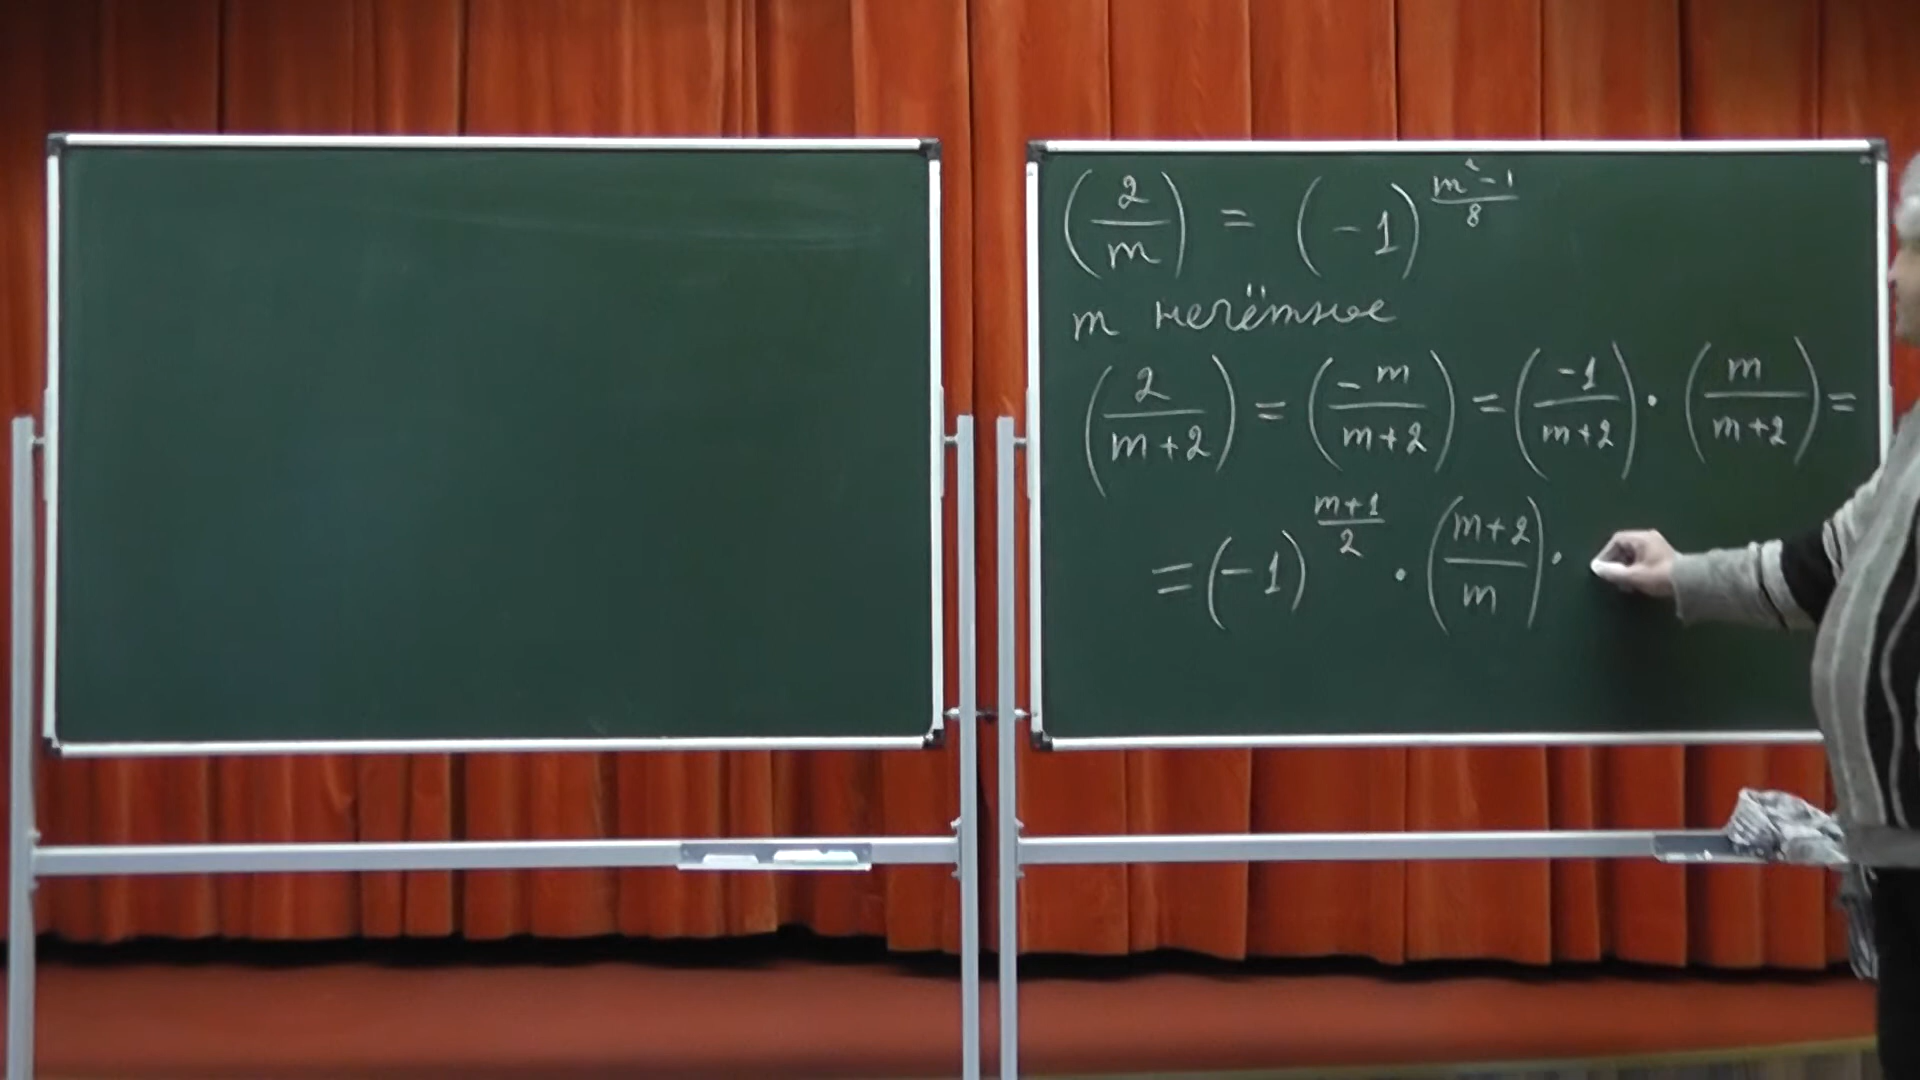 (2/m) = (-1)^((m²-1)/8)
m нечётное
(2/(m+2)) = (-m/(m+2)) = (-1/(m+2)) · (m/(m+2)) =
= (-1)^((m+1)/2) · ((m+2)/m) ·